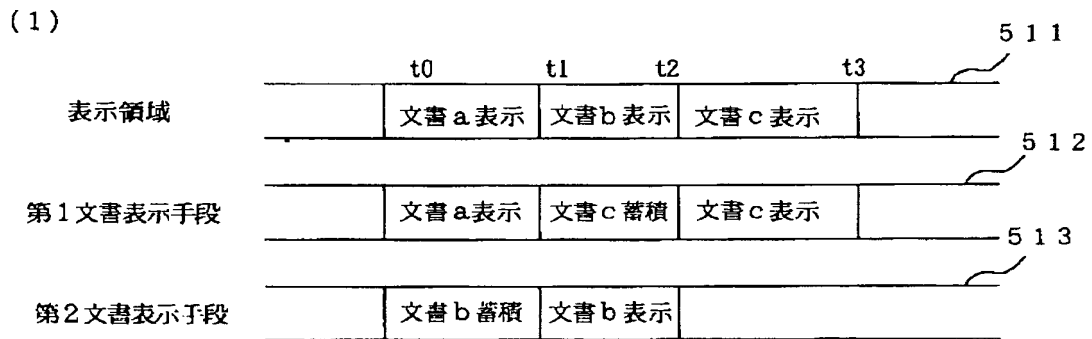 (1)
511
t0 t1 t2 t3
表示領域 文書a表示 文書b表示 文書c表示
512
第1文書表示手段 文書a表示 文書c蓄積 文書c表示
513
第2文書表示手段 文書b蓄積 文書b表示